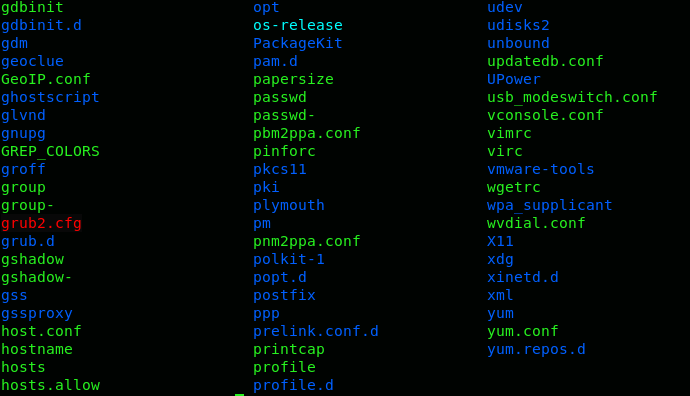 gdbinit opt udev
gdbinit.d os-release udisks2
gdm PackageKit unbound
geoclue pam.d updatedb.conf
GeoIP.conf papersize UPower
ghostscript passwd usb_modeswitch.conf
glvnd passwd- vconsole.conf
gnupg pbm2ppa.conf vimrc
GREP_COLORS pinforc virc
groff pkcs11 vmware-tools
group pki wgetrc
group- plymouth wpa_supplicant
grub2.cfg pm wvdial.conf
grub.d pnm2ppa.conf X11
gshadow polkit-1 xdg
gshadow- popt.d xinetd.d
gss postfix xml
gssproxy ppp yum
host.conf prelink.conf.d yum.conf
hostname printcap yum.repos.d
hosts profile
hosts.allow profile.d